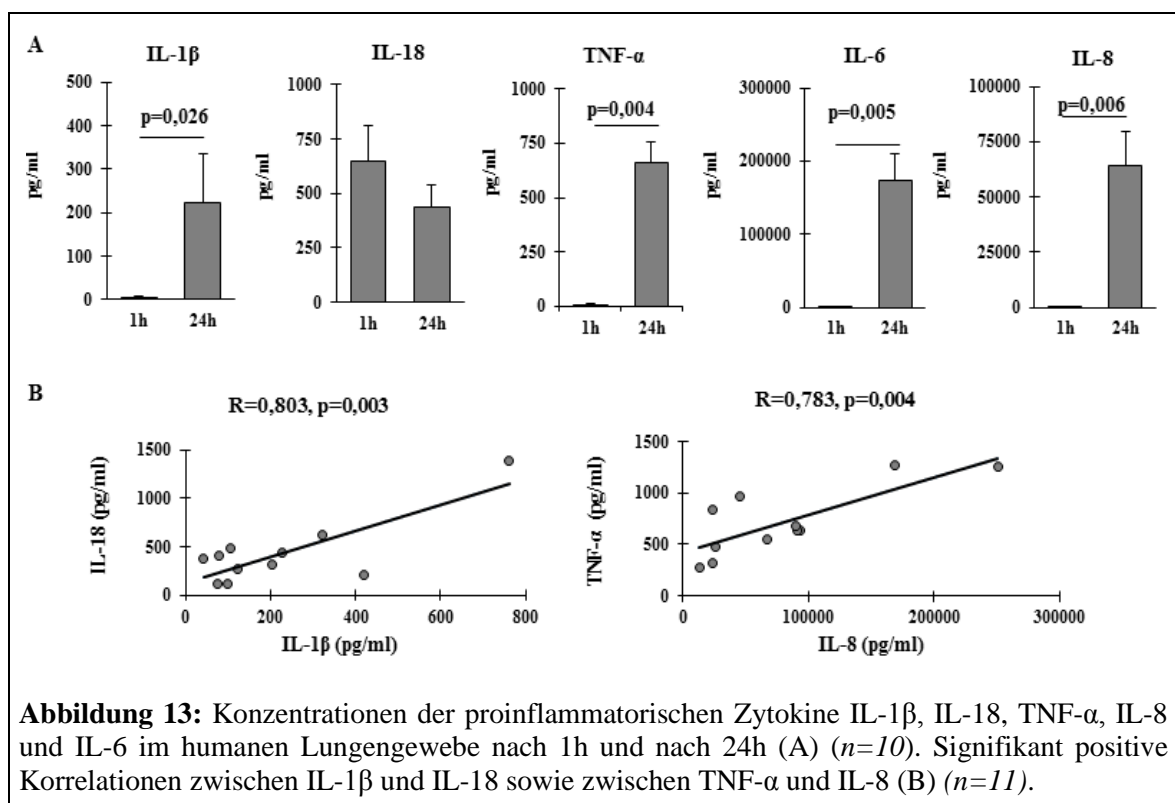 A
IL-1β
IL-18
TNF-α
IL-6
IL-8
500
400
300
200
100
0
pg/ml
p=0,026
1h
24h
1000
750
500
250
0
pg/ml
1h
24h
1000
750
500
250
0
pg/ml
p=0,004
1h
24h
300000
200000
100000
0
pg/ml
p=0,005
1h
24h
100000
75000
50000
25000
0
pg/ml
p=0,006
1h
24h
B
R=0,803, p=0,003
1500
1000
500
0
IL-18 (pg/ml)
0
200
400
600
800
IL-1β (pg/ml)
R=0,783, p=0,004
1500
1000
500
0
TNF-α (pg/ml)
0
100000
200000
300000
IL-8 (pg/ml)
Abbildung 13: Konzentrationen der proinflammatorischen Zytokine IL-1β, IL-18, TNF-α, IL-8
und IL-6 im humanen Lungengewebe nach 1h und nach 24h (A) (n=10). Signifikant positive
Korrelationen zwischen IL-1β und IL-18 sowie zwischen TNF-α und IL-8 (B) (n=11).